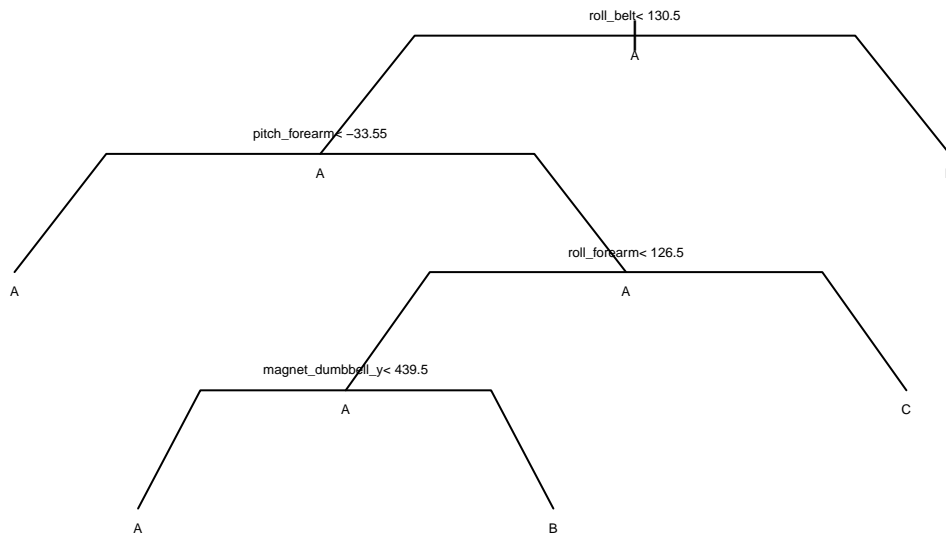 roll_belt< 130.5
A
pitch_forearm< −33.55
A
roll_forearm< 126.5
A
A
magnet_dumbbell_y< 439.5
A
C
A
B